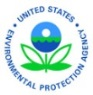 UNITED STATES
ENVIRONMENTAL PROTECTION AGENCY